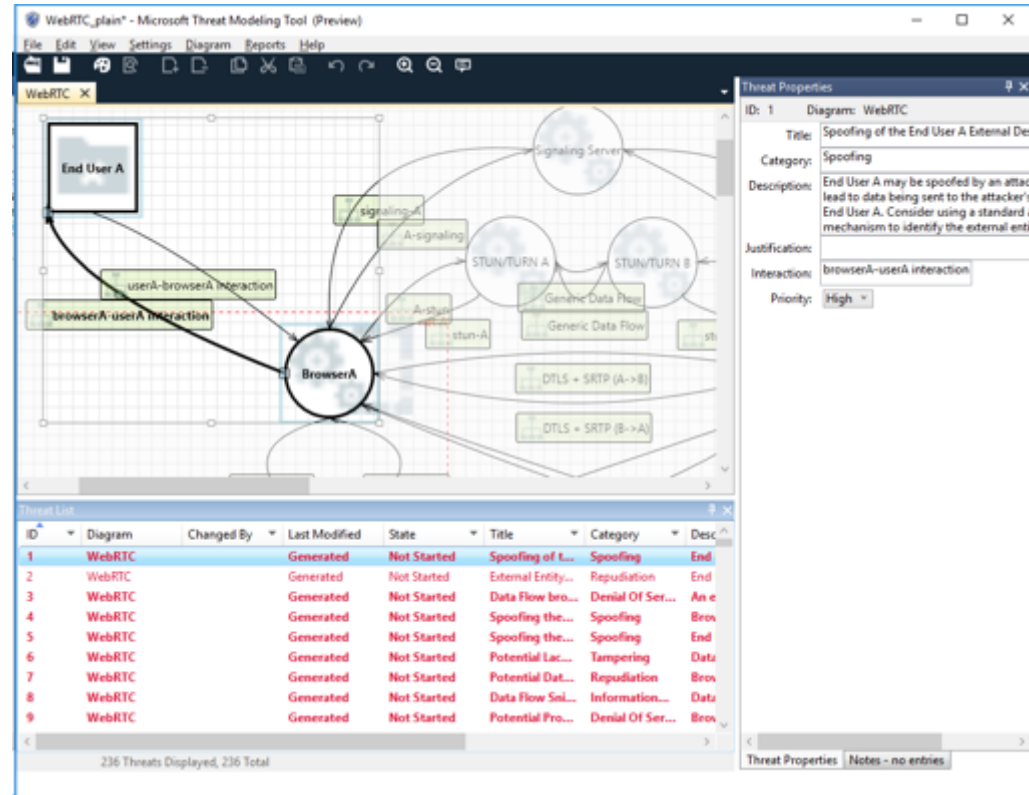 WebRTC_plain* - Microsoft Threat Modeling Tool (Preview)
File Edit View Settings Diagram Reports Help
WebRTC
End User A
Signaling Server
signaling-A
A-signaling
STUN/TURN A
STUN/TURN B
userA-browserA interaction
browserA-userA interaction
Generic Data Flow
A-stun
Generic Data Flow
stun-A
BrowserA
DTLS + SRTP (A->B)
DTLS + SRTP (B->A)
Threat Properties
ID: 1 Diagram: WebRTC
Title: Spoofing of the End User A External Des
Category: Spoofing
Description: End User A may be spoofed by an attac
lead to data being sent to the attacker's
End User A. Consider using a standard a
mechanism to identify the external enti
Justification:
Interaction: browserA-userA interaction
Priority: High
Threat List
ID Diagram Changed By Last Modified State Title Category Desc
1 WebRTC Generated Not Started Spoofing of t... Spoofing End
2 WebRTC Generated Not Started External Entity... Repudiation End
3 WebRTC Generated Not Started Data Flow bro... Denial Of Ser... An e
4 WebRTC Generated Not Started Spoofing the... Spoofing Brow
5 WebRTC Generated Not Started Spoofing the... Spoofing End
6 WebRTC Generated Not Started Potential Lac... Tampering Data
7 WebRTC Generated Not Started Potential Dat... Repudiation Brow
8 WebRTC Generated Not Started Data Flow Sni... Information... Data
9 WebRTC Generated Not Started Potential Pro... Denial Of Ser... Brow
236 Threats Displayed, 236 Total
Threat Properties Notes - no entries